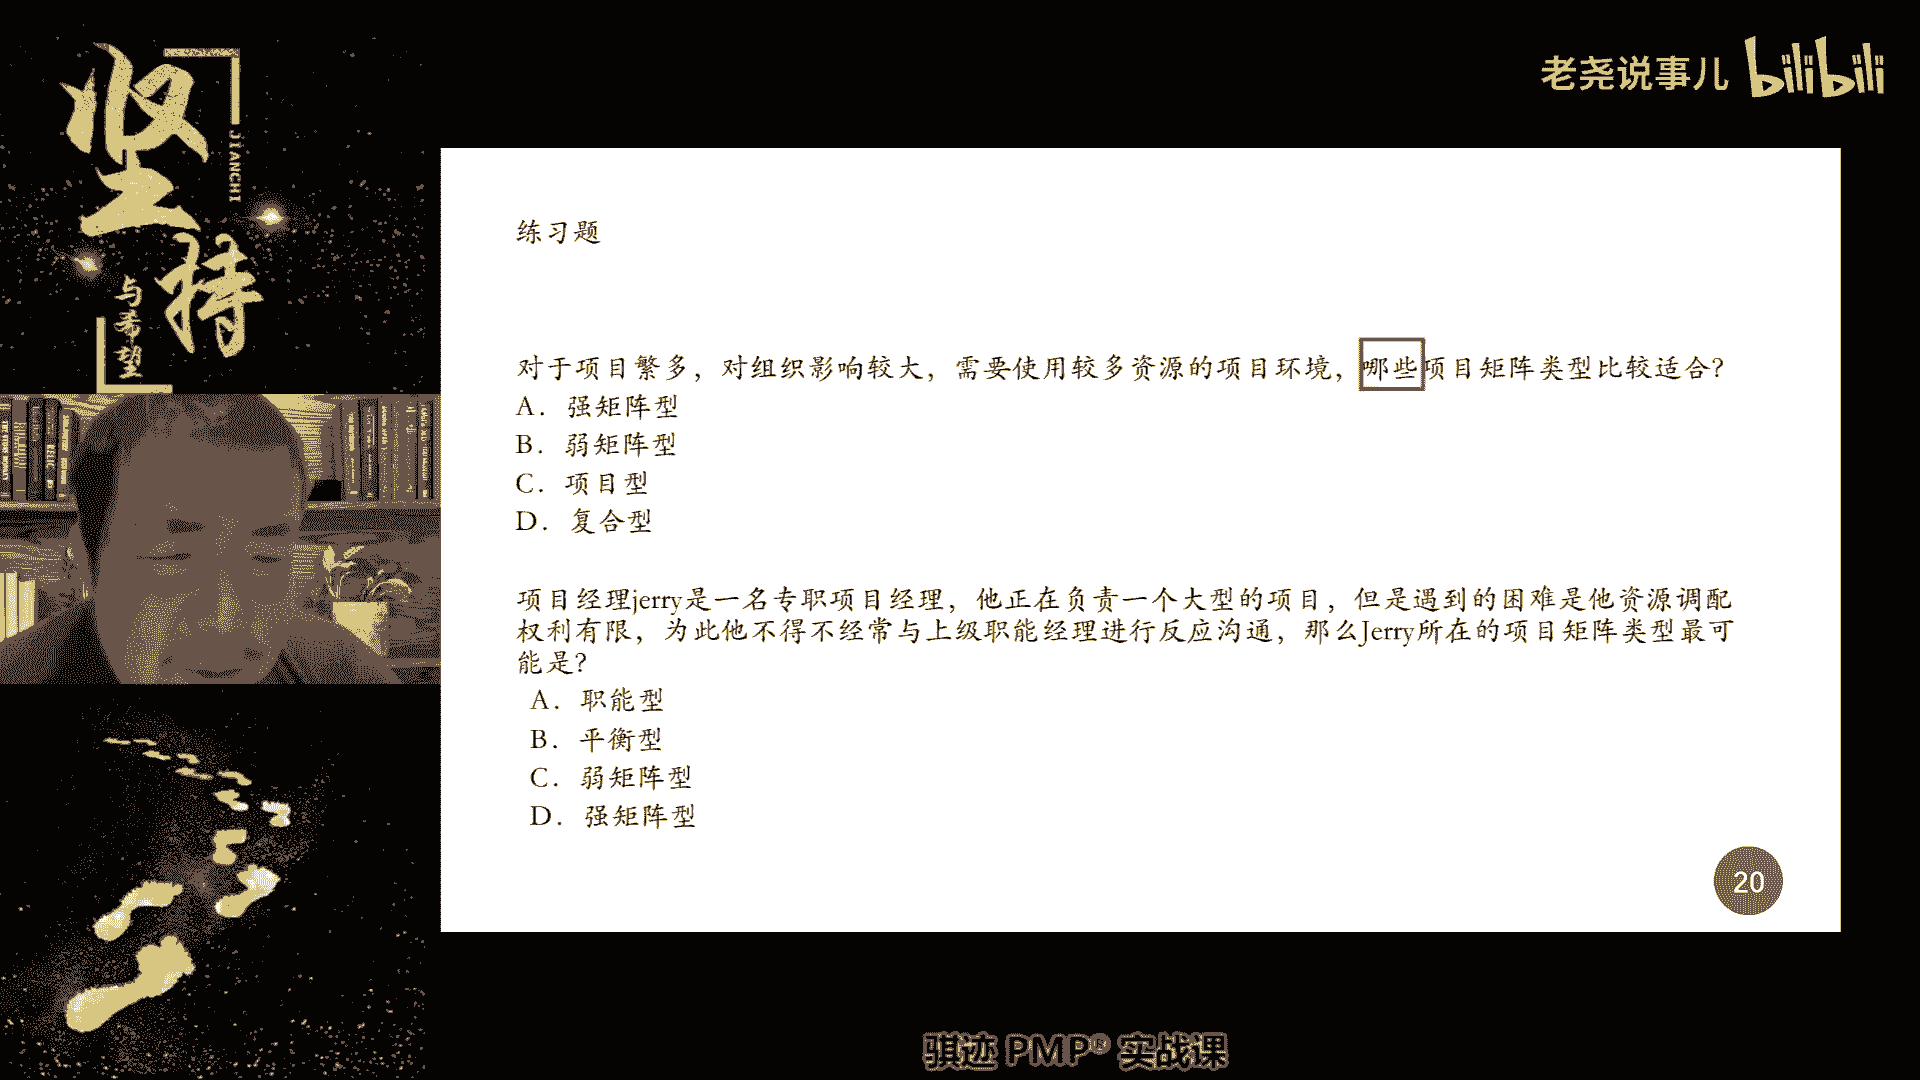 坚持
JIANCHI
与希望
老尧说事儿 bilibili
练习题
对于项目繁多，对组织影响较大，需要使用较多资源的项目环境，哪些项目矩阵类型比较适合？
A． 强矩阵型
B． 弱矩阵型
C． 项目型
D． 复合型
项目经理jerry是一名专职项目经理，他正在负责一个大型的项目，但是遇到的困难是他资源调配
权利有限，为此他不得不经常与上级职能经理进行反应沟通，那么Jerry所在的项目矩阵类型最可
能是？
A． 职能型
B． 平衡型
C． 弱矩阵型
D． 强矩阵型
20
骐迹 PMP® 实战课